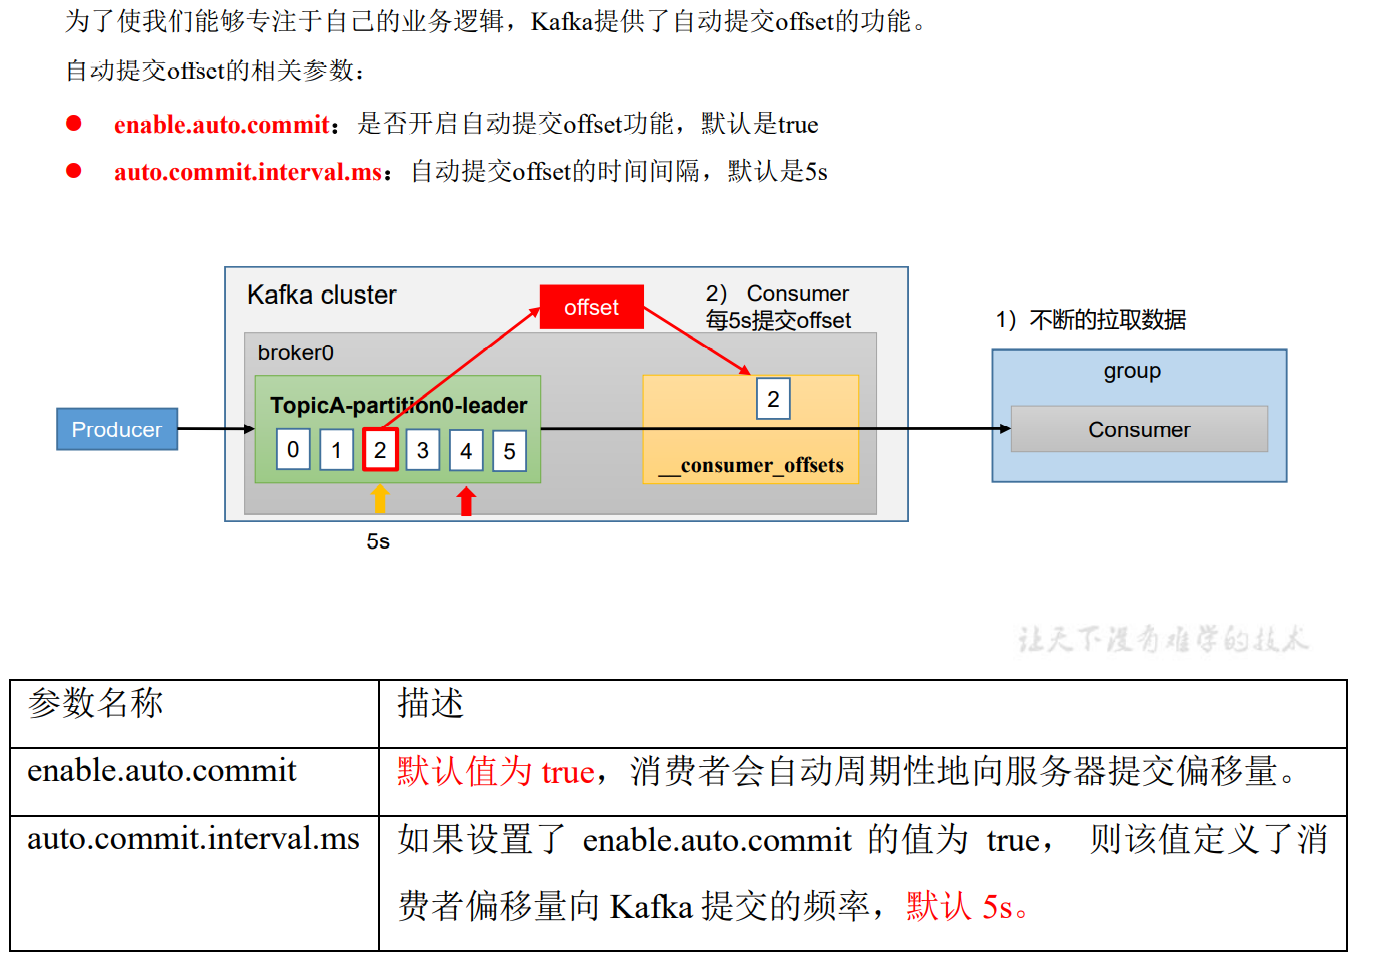 为了使我们能够专注于自己的业务逻辑，Kafka提供了自动提交offset的功能。
自动提交offset的相关参数：
enable.auto.commit：是否开启自动提交offset功能，默认是true
auto.commit.interval.ms：自动提交offset的时间间隔，默认是5s
Kafka cluster
offset
2） Consumer
每5s提交offset
1）不断的拉取数据
broker0
group
TopicA-partition0-leader
2
Producer
Consumer
0 1 2 3 4 5
__consumer_offsets
5s
让天下没有难学的技术
参数名称 描述
enable.auto.commit 默认值为 true，消费者会自动周期性地向服务器提交偏移量。
auto.commit.interval.ms 如果设置了 enable.auto.commit 的值为 true， 则该值定义了消
费者偏移量向 Kafka 提交的频率，默认 5s。